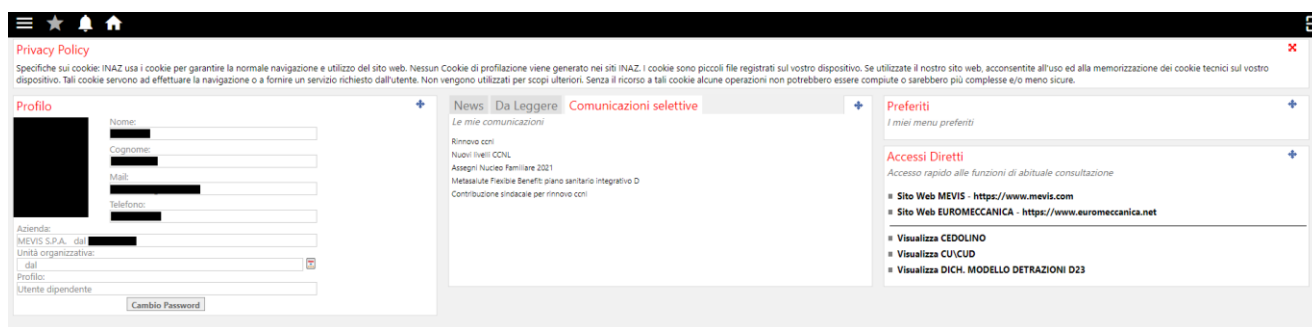 Privacy Policy
Specifiche sui cookie: INAZ usa i cookie per garantire la normale navigazione e utilizzo del sito web. Nessun Cookie di profilazione viene generato nei siti INAZ. I cookie sono piccoli file registrati sul vostro dispositivo. Se utilizzate il nostro sito web, acconsentite all'uso ed alla memorizzazione dei cookie tecnici sul vostro
dispositivo. Tali cookie servono ad effettuare la navigazione o a fornire un servizio richiesto dall'utente. Non vengono utilizzati per scopi ulteriori. Senza il ricorso a tali cookie alcune operazioni non potrebbero essere compiute o sarebbero più complesse e/o meno sicure.
Profilo
Nome:
Cognome:
Mail:
Telefono:
Azienda:
MEVIS S.P.A. dal
Unità organizzativa:
dal
Profilo:
Utente dipendente
Cambio Password
News Da Leggere Comunicazioni selettive
Le mie comunicazioni
Rinnovo ccnl
Nuovi livelli CCNL
Assegni Nucleo Familiare 2021
Metasalute Flexible Benefit: piano sanitario integrativo D
Contribuzione sindacale per rinnovo ccnl
Preferiti
I miei menu preferiti
Accessi Diretti
Accesso rapido alle funzioni di abituale consultazione
Sito Web MEVIS - https://www.mevis.com
Sito Web EUROMECCANICA - https://www.euromeccanica.net
Visualizza CEDOLINO
Visualizza CU\CUD
Visualizza DICH. MODELLO DETRAZIONI D23